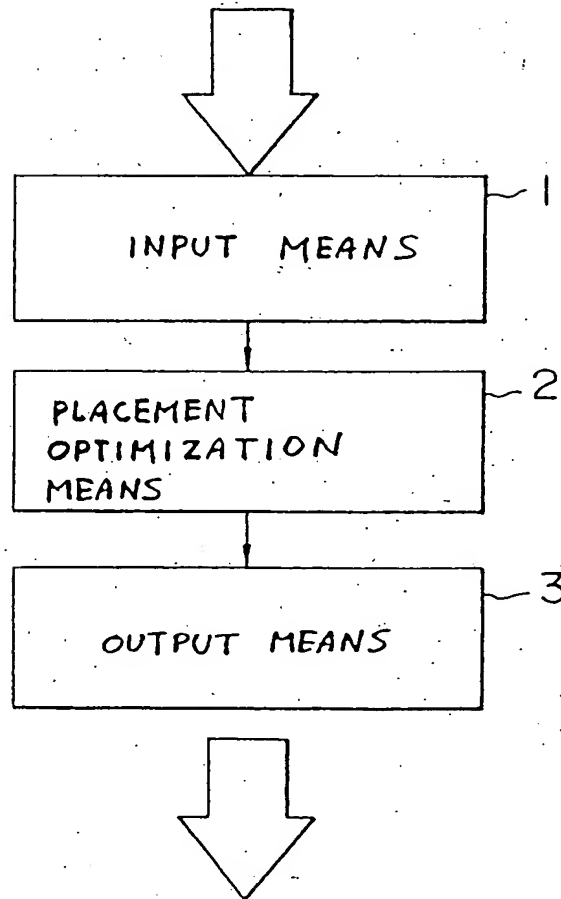 1
INPUT MEANS
2
PLACEMENT
OPTIMIZATION
MEANS
3
OUTPUT MEANS